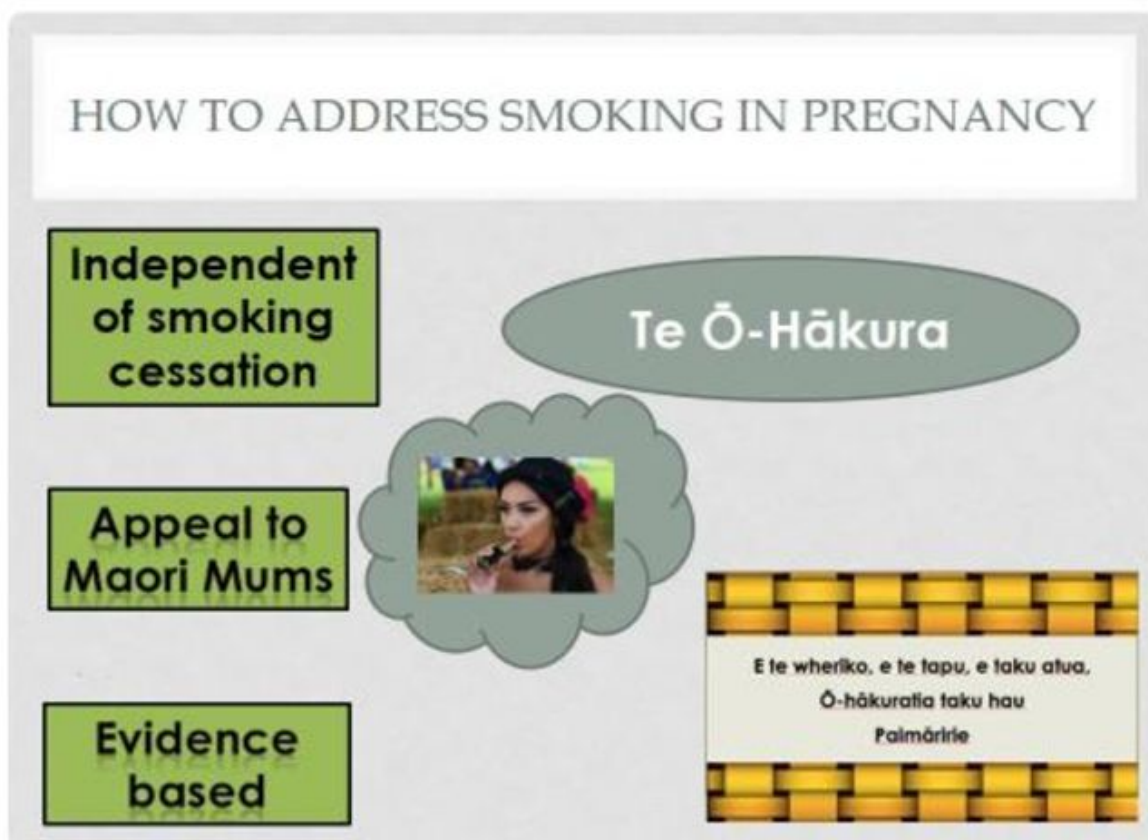 HOW TO ADDRESS SMOKING IN PREGNANCY
Independent
of smoking
cessation
Te Ō-Hākura
Appeal to
Maori Mums
E te wheriko, e te tapu, e taku atua,
Ō-hākuratia taku hau
Paimāririe
Evidence
based